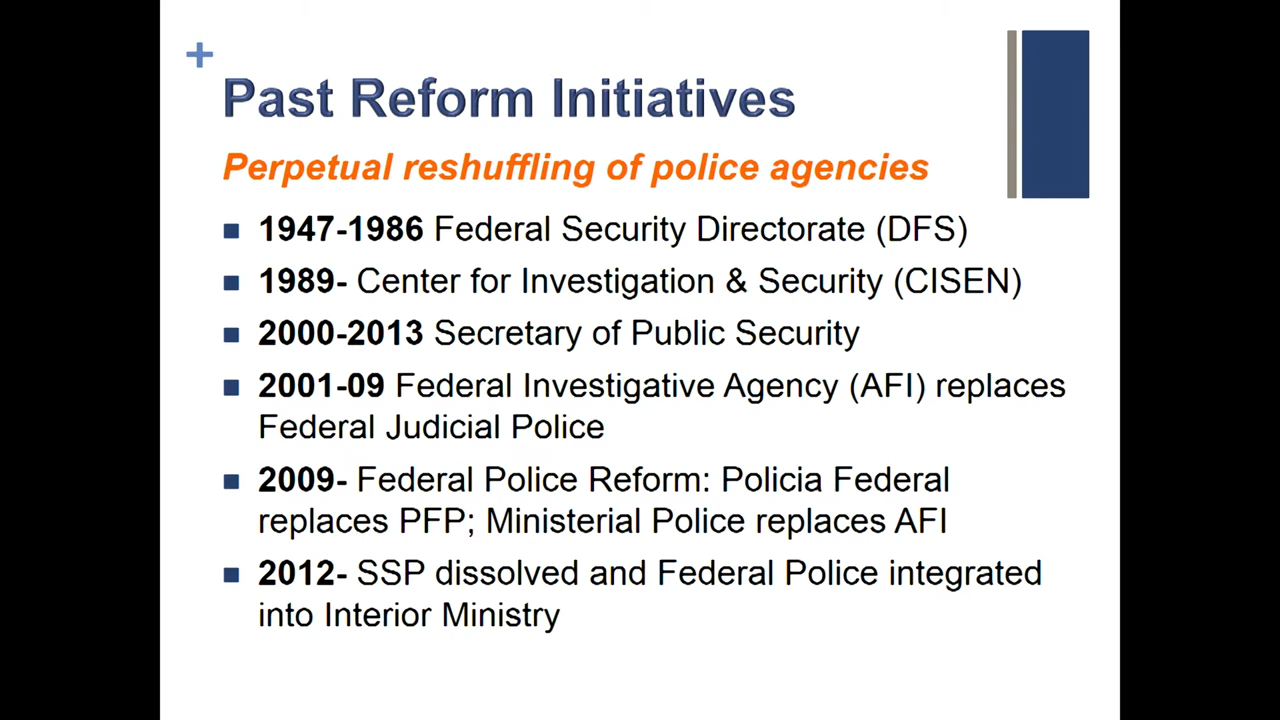 +
Past Reform Initiatives
Perpetual reshuffling of police agencies
1947-1986 Federal Security Directorate (DFS)
1989- Center for Investigation & Security (CISEN)
2000-2013 Secretary of Public Security
2001-09 Federal Investigative Agency (AFI) replaces
Federal Judicial Police
2009- Federal Police Reform: Policia Federal
replaces PFP; Ministerial Police replaces AFI
2012- SSP dissolved and Federal Police integrated
into Interior Ministry